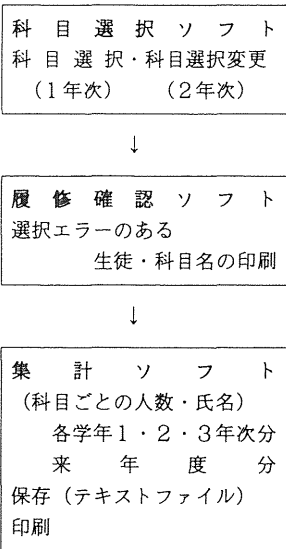 科目選択ソフト
科目選択・科目選択変更
(1年次) (2年次)
↓
履修確認ソフト
選択エラーのある
生徒・科目名の印刷
↓
集計ソフト
(科目ごとの人数・氏名)
各学年1・2・3年次分
来年度分
保存(テキストファイル)
印刷